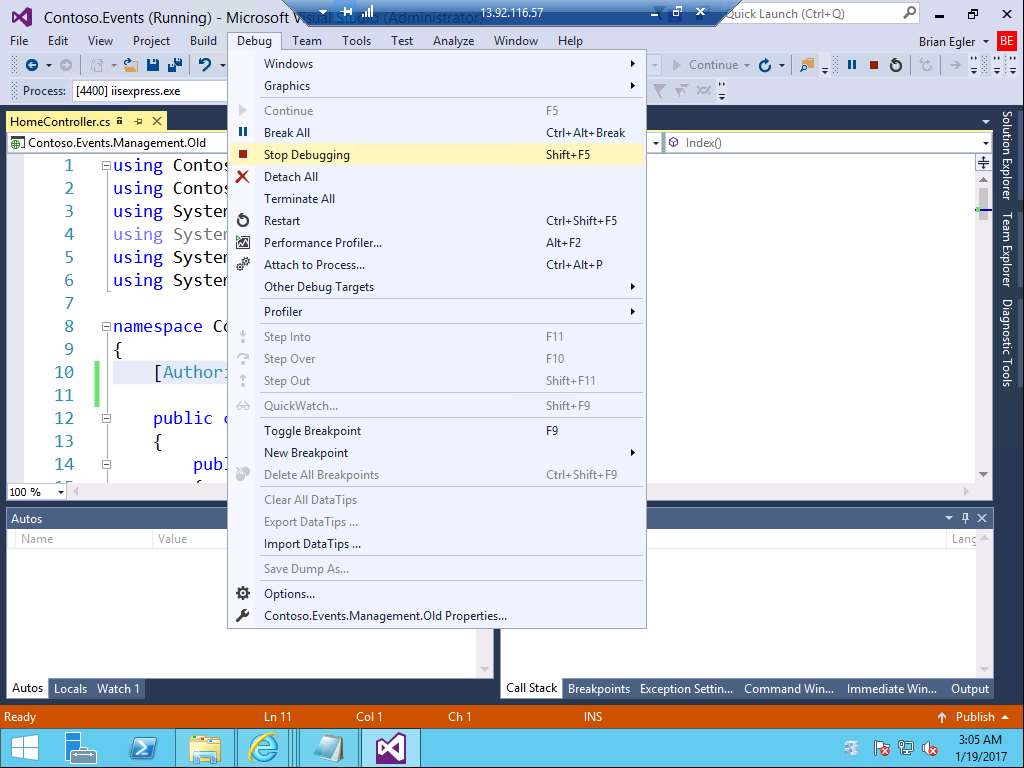 Contoso.Events (Running) - Microsoft Visual Studio (Administrator)
13.92.116.57
Quick Launch (Ctrl+Q)
File Edit View Project Build Debug Team Tools Test Analyze Window Help
Brian Egler BE
Continue
Process: [4400] iisexpress.exe
HomeController.cs
Contoso.Events.Management.Old
Index()
1 using Contos
2 using Contos
3 using System
4 using System
5 using System
6 using System
7
8 namespace Co
9 {
10 [Authori
11
12 public c
13 {
14 publ
15 {
100 %
Windows
Graphics
Continue F5
Break All Ctrl+Alt+Break
Stop Debugging Shift+F5
Detach All
Terminate All
Restart Ctrl+Shift+F5
Performance Profiler... Alt+F2
Attach to Process... Ctrl+Alt+P
Other Debug Targets
Profiler
Step Into F11
Step Over F10
Step Out Shift+F11
QuickWatch... Shift+F9
Toggle Breakpoint F9
New Breakpoint
Delete All Breakpoints Ctrl+Shift+F9
Clear All DataTips
Export DataTips ...
Import DataTips ...
Save Dump As...
Options...
Contoso.Events.Management.Old Properties...
Solution Explorer
Team Explorer
Diagnostic Tools
Autos
Name Value
Lang
Autos Locals Watch 1
Call Stack Breakpoints Exception Settin... Command Win... Immediate Win... Output
Ready Ln 11 Col 1 Ch 1 INS Publish
3:05 AM
1/19/2017